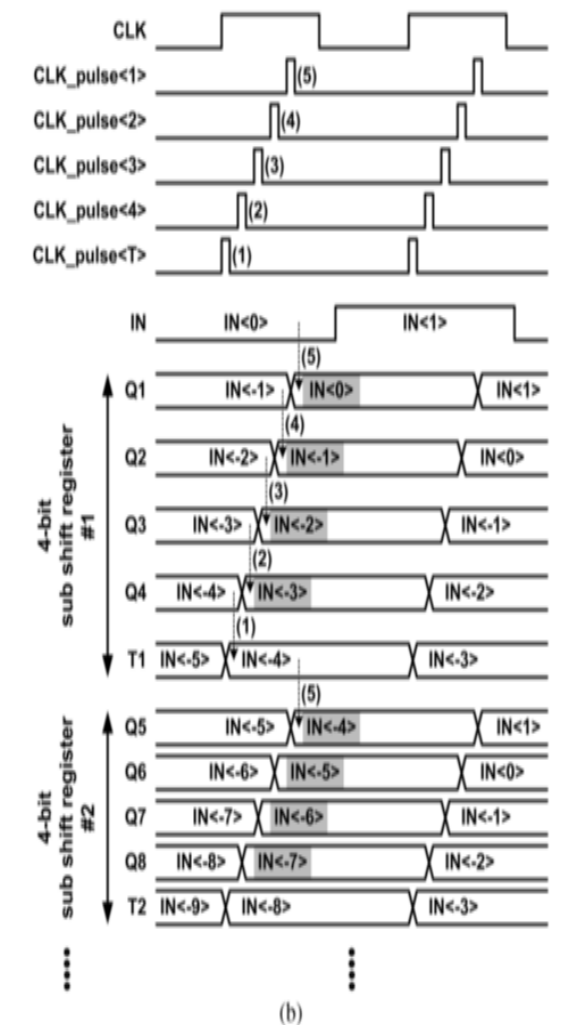 CLK
CLK_pulse<1> (5)
CLK_pulse<2> (4)
CLK_pulse<3> (3)
CLK_pulse<4> (2)
CLK_pulse<T> (1)
IN IN<0> IN<1>
(5)
Q1 IN<-1> IN<0> IN<1>
(4)
Q2 IN<-2> IN<-1> IN<0>
(3)
Q3 IN<-3> IN<-2> IN<-1>
(2)
Q4 IN<-4> IN<-3> IN<-2>
(1)
T1 IN<-5> IN<-4> IN<-3>
4-bit
sub shift register
#1
(5)
Q5 IN<-5> IN<-4> IN<1>
Q6 IN<-6> IN<-5> IN<0>
Q7 IN<-7> IN<-6> IN<-1>
Q8 IN<-8> IN<-7> IN<-2>
T2 IN<-9> IN<-8> IN<-3>
4-bit
sub shift register
#2
(b)